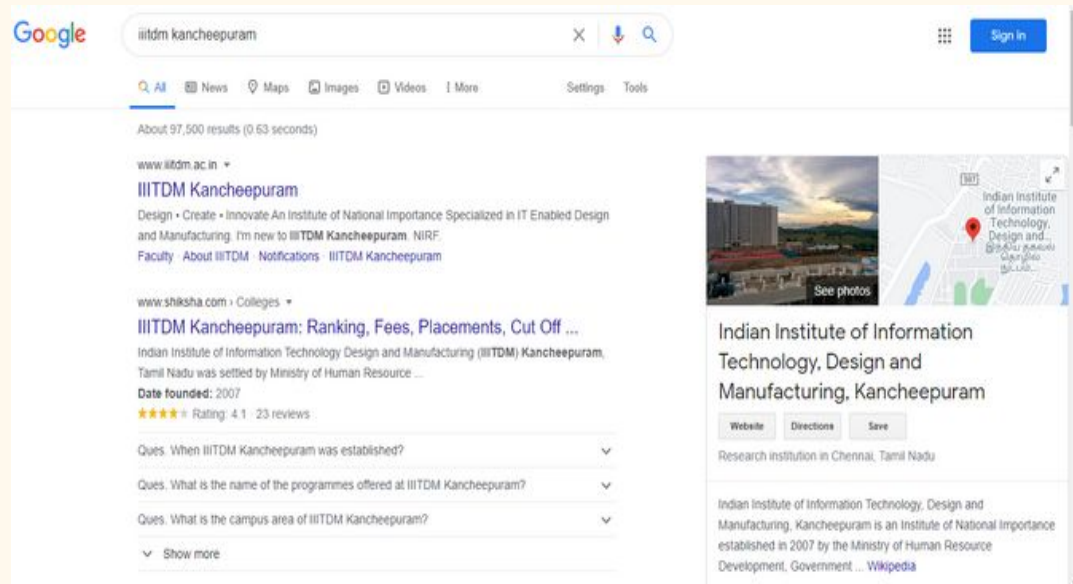 Google
iiitdm kancheepuram
Sign in
All News Maps Images Videos More Settings Tools
About 97,500 results (0.63 seconds)
www.iiitdm.ac.in
IIITDM Kancheepuram
Design • Create • Innovate An Institute of National Importance Specialized in IT Enabled Design
and Manufacturing. I'm new to IIITDM Kancheepuram. NIRF.
Faculty · About IIITDM · Notifications · IIITDM Kancheepuram
www.shiksha.com › Colleges
IIITDM Kancheepuram: Ranking, Fees, Placements, Cut Off ...
Indian Institute of Information Technology Design and Manufacturing (IIITDM) Kancheepuram,
Tamil Nadu was settled by Ministry of Human Resource ...
Date founded: 2007
Rating: 4.1 · 23 reviews
Ques. When IIITDM Kancheepuram was established?
Ques. What is the name of the programmes offered at IIITDM Kancheepuram?
Ques. What is the campus area of IIITDM Kancheepuram?
Show more
See photos
Indian Institute
of Information
Technology,
Design and...
இந்திய தகவல்
தொழில்
நுட்பம்...
Indian Institute of Information
Technology, Design and
Manufacturing, Kancheepuram
Website Directions Save
Research institution in Chennai, Tamil Nadu
Indian Institute of Information Technology, Design and
Manufacturing, Kancheepuram is an Institute of National Importance
established in 2007 by the Ministry of Human Resource
Development, Government ... Wikipedia